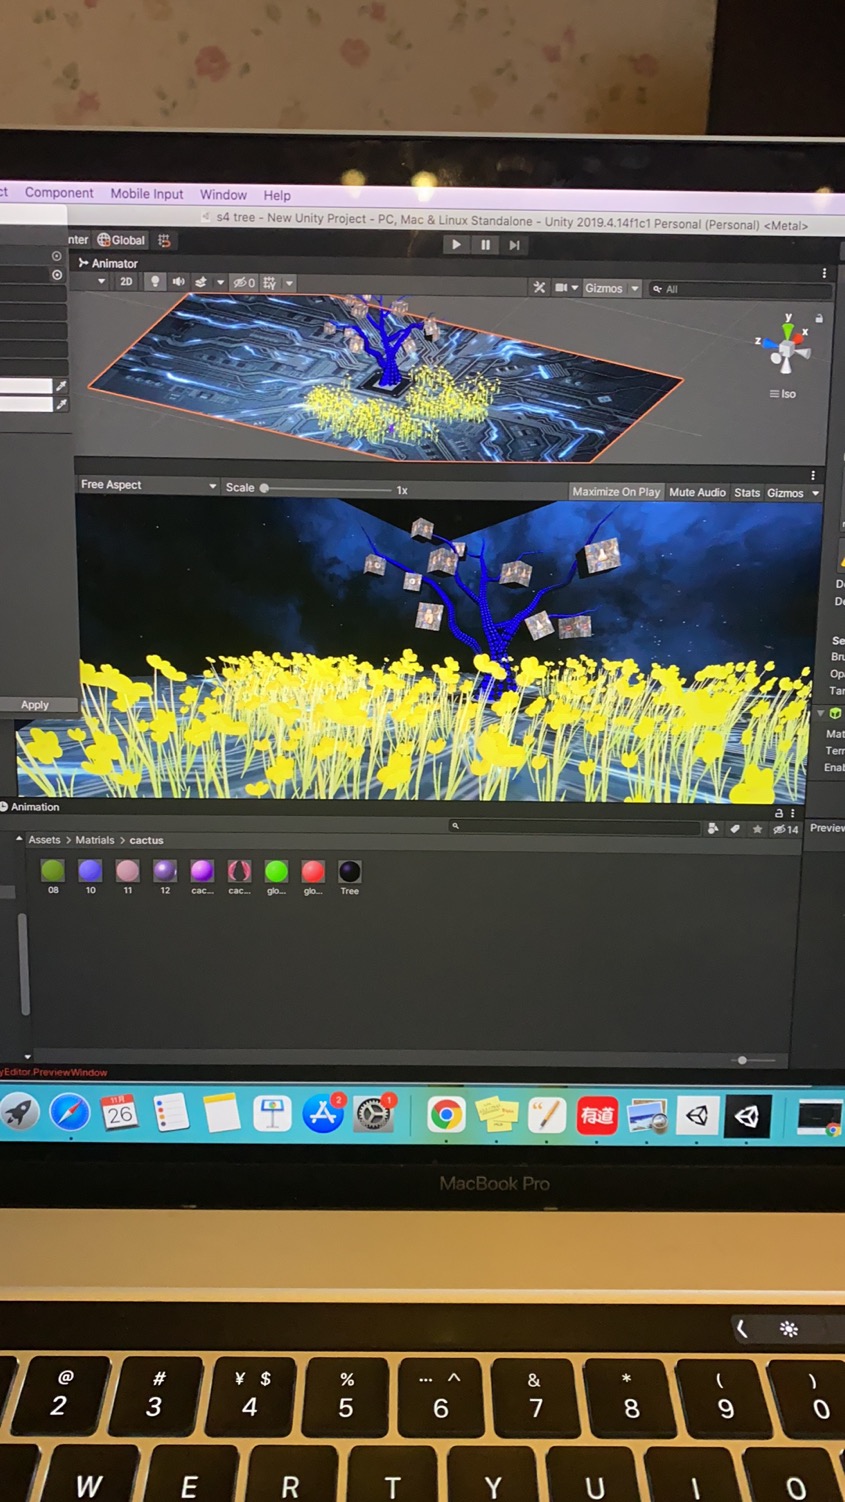 ct Component Mobile Input Window Help
s4 tree - New Unity Project - PC, Mac & Linux Standalone - Unity 2019.4.14f1c1 Personal (Personal) <Metal>
nter Global
Animator
2D
0
Gizmos
All
y
x
z
Iso
Free Aspect
Scale
1x
Maximize On Play
Mute Audio
Stats
Gizmos
De
De
Se
Bru
Op
Tar
Apply
Mat
Terr
Enal
Animation
14
Preview
Assets > Matrials > cactus
08
10
11
12
cac...
cac...
glo...
glo...
Tree
yEditor.PreviewWindow
11月
26
2
1
有道
MacBook Pro
@ # ¥ $ % ... ^ & * ( )
2 3 4 5 6 7 8 9 0
W E R T Y U I O